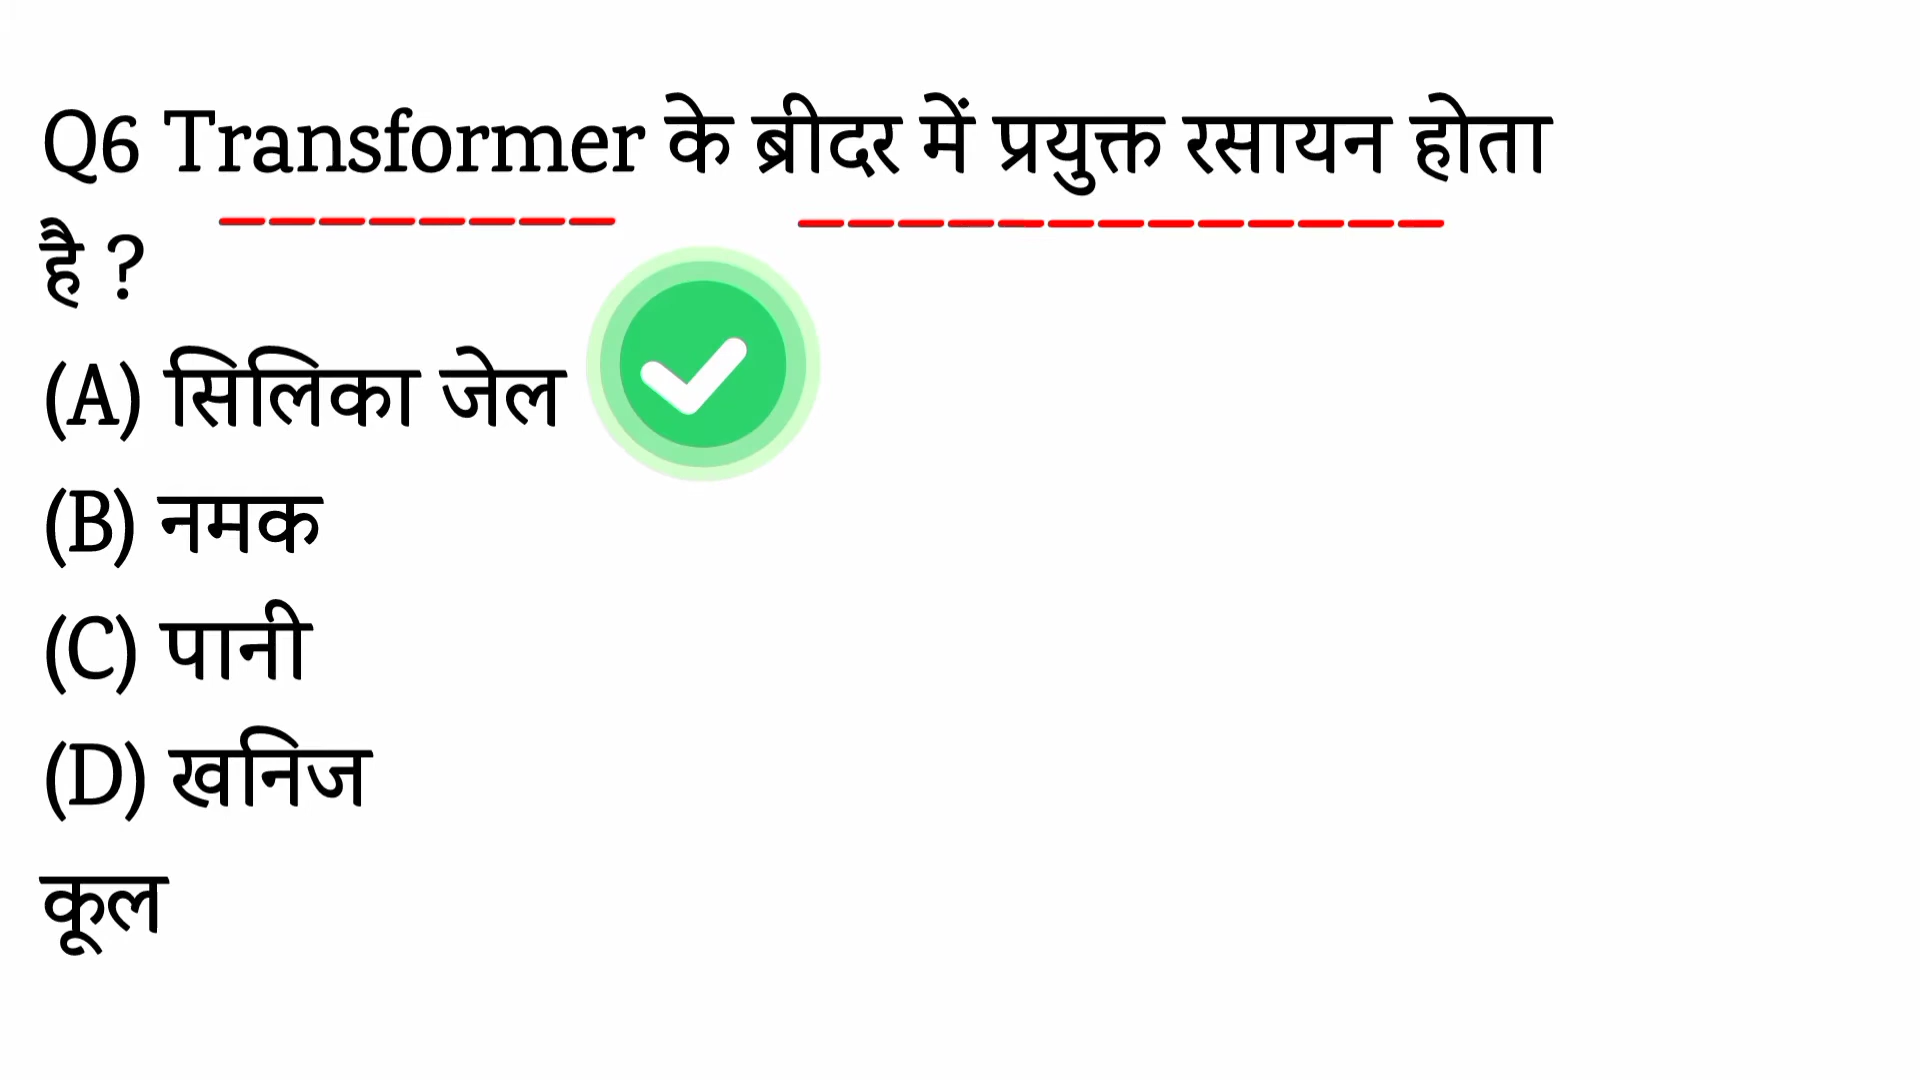 Q6 Transformer के ब्रीदर में प्रयुक्त रसायन होता
है ?
(A) सिलिका जेल
(B) नमक
(C) पानी
(D) खनिज
कूल